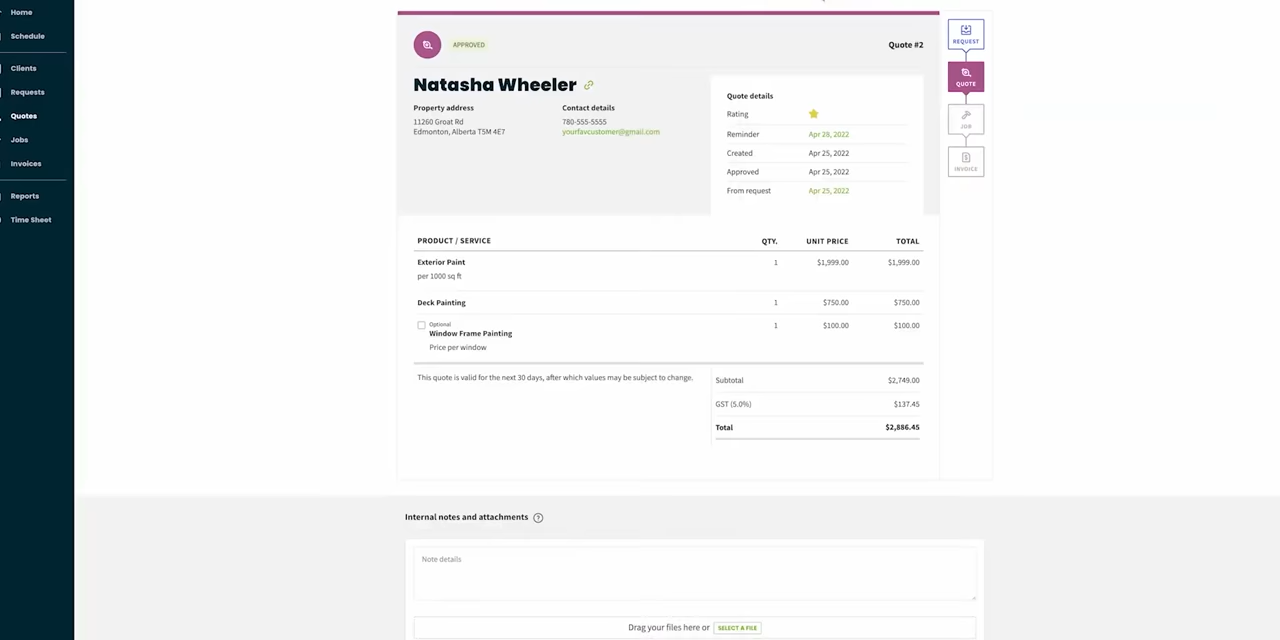 Home
Schedule
Clients
Requests
Quotes
Jobs
Invoices
Reports
Time Sheet
APPROVED
Quote #2
Natasha Wheeler
Property address
11260 Groat Rd
Edmonton, Alberta T5M 4E7
Contact details
780-555-5555
yourfavcustomer@gmail.com
Quote details
Rating
Reminder Apr 28, 2022
Created Apr 25, 2022
Approved Apr 25, 2022
From request Apr 25, 2022
REQUEST
QUOTE
JOB
INVOICE
PRODUCT / SERVICE QTY. UNIT PRICE TOTAL
Exterior Paint 1 $1,999.00 $1,999.00
per 1000 sq ft
Deck Painting 1 $750.00 $750.00
Optional
Window Frame Painting 1 $100.00 $100.00
Price per window
This quote is valid for the next 30 days, after which values may be subject to change.
Subtotal $2,749.00
GST (5.0%) $137.45
Total $2,886.45
Internal notes and attachments ?
Note details
Drag your files here or SELECT A FILE